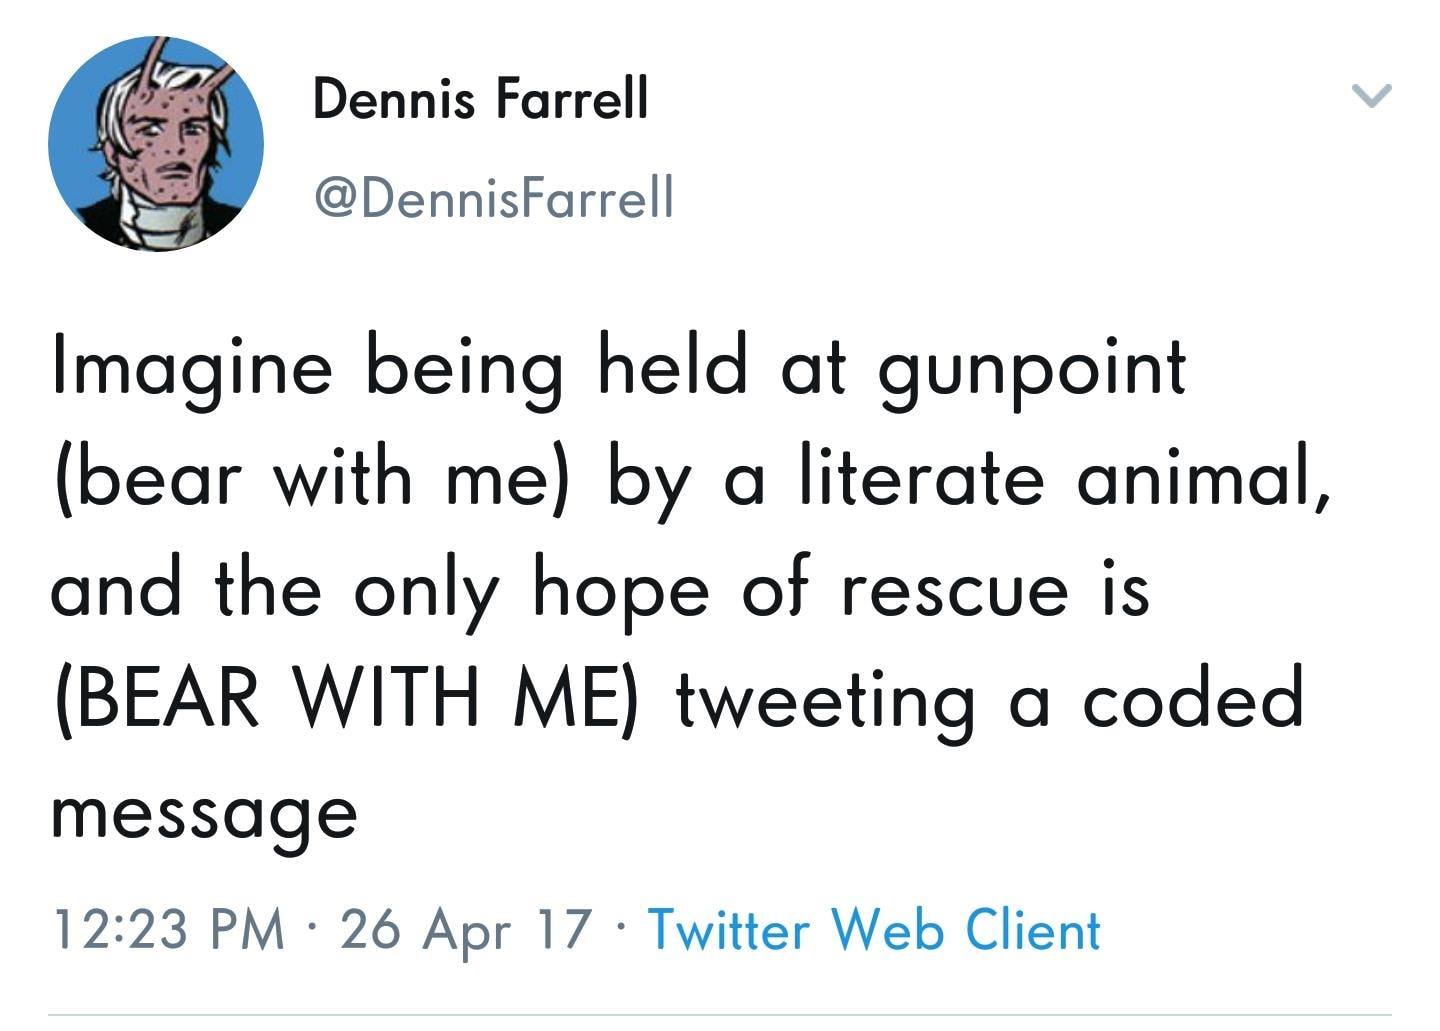 Dennis Farrell
@DennisFarrell
Imagine being held at gunpoint
(bear with me) by a literate animal,
and the only hope of rescue is
(BEAR WITH ME) tweeting a coded
message
12:23 PM · 26 Apr 17 · Twitter Web Client